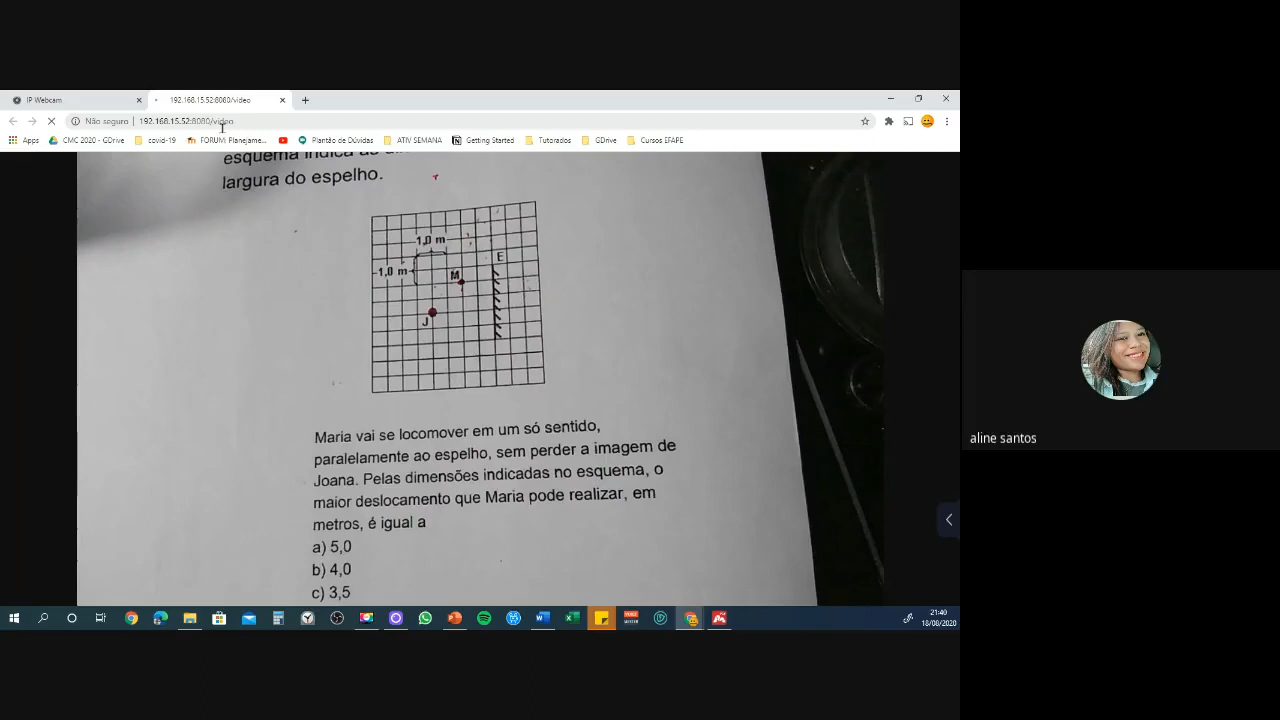 IP Webcam
192.168.15.52:8080/video
Não seguro
192.168.15.52:8080/video
Apps
CMC 2020 - GDrive
covid-19
FORUM: Planejame...
Plantão de Dúvidas
ATIV SEMANA
Getting Started
Tutorados
GDrive
Cursos EFAPE
esquema indica as
largura do espelho.
1,0 m
1,0 m
M
E
J
Maria vai se locomover em um só sentido,
paralelamente ao espelho, sem perder a imagem de
Joana. Pelas dimensões indicadas no esquema, o
maior deslocamento que Maria pode realizar, em
metros, é igual a
a) 5,0
b) 4,0
c) 3,5
aline santos
21:40
18/08/2020